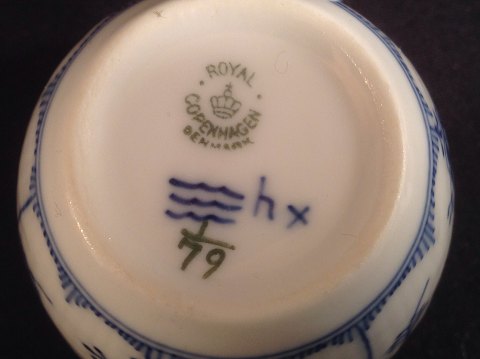 ROYAL
COPENHAGEN
DENMARK
hx
1
79